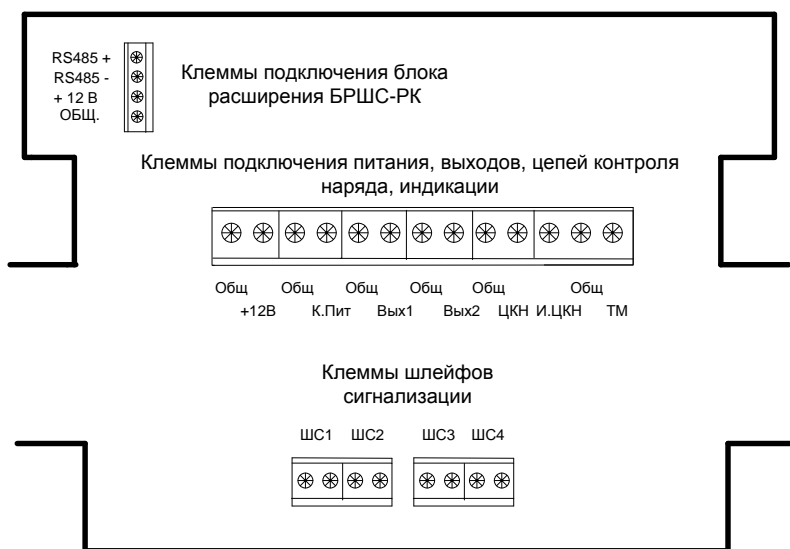 RS485 +
RS485 -
+ 12 В
ОБЩ.
Клеммы подключения блока
расширения БРШС-РК
Клеммы подключения питания, выходов, цепей контроля
наряда, индикации
Общ Общ Общ Общ Общ Общ
+12В К.Пит Вых1 Вых2 ЦКН И.ЦКН ТМ
Клеммы шлейфов
сигнализации
ШС1 ШС2 ШС3 ШС4